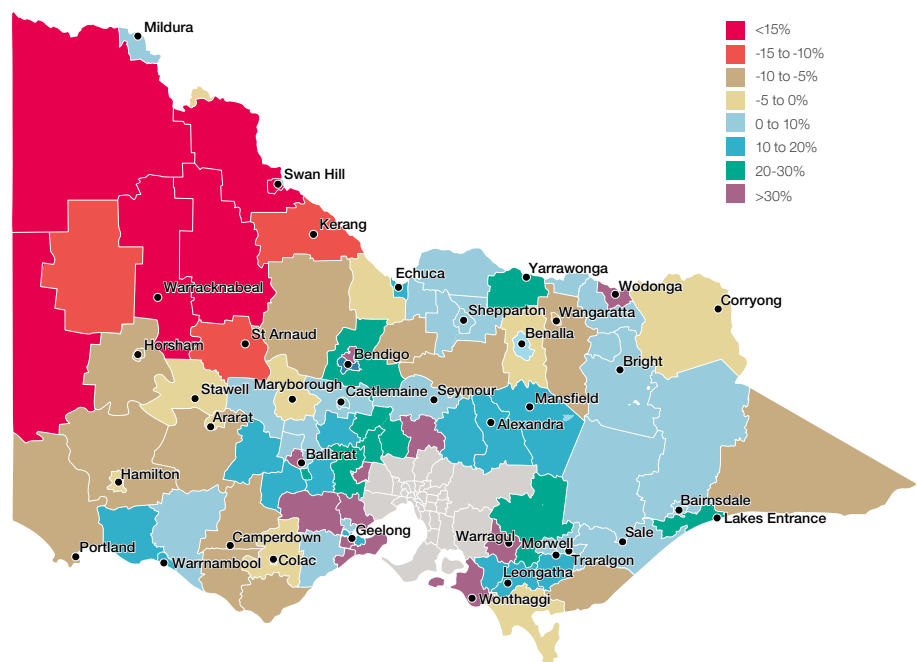 Mildura
<15%
-15 to -10%
-10 to -5%
-5 to 0%
0 to 10%
10 to 20%
20-30%
>30%
Swan Hill
Kerang
Echuca
Yarrawonga
Wodonga
Corryong
Warracknabeal
Shepparton
Wangaratta
St Arnaud
Benalla
Horsham
Bendigo
Bright
Stawell
Maryborough
Castlemaine
Seymour
Mansfield
Ararat
Alexandra
Ballarat
Hamilton
Bairnsdale
Lakes Entrance
Geelong
Camperdown
Warragul
Morwell
Sale
Portland
Warrnambool
Colac
Traralgon
Leongatha
Wonthaggi